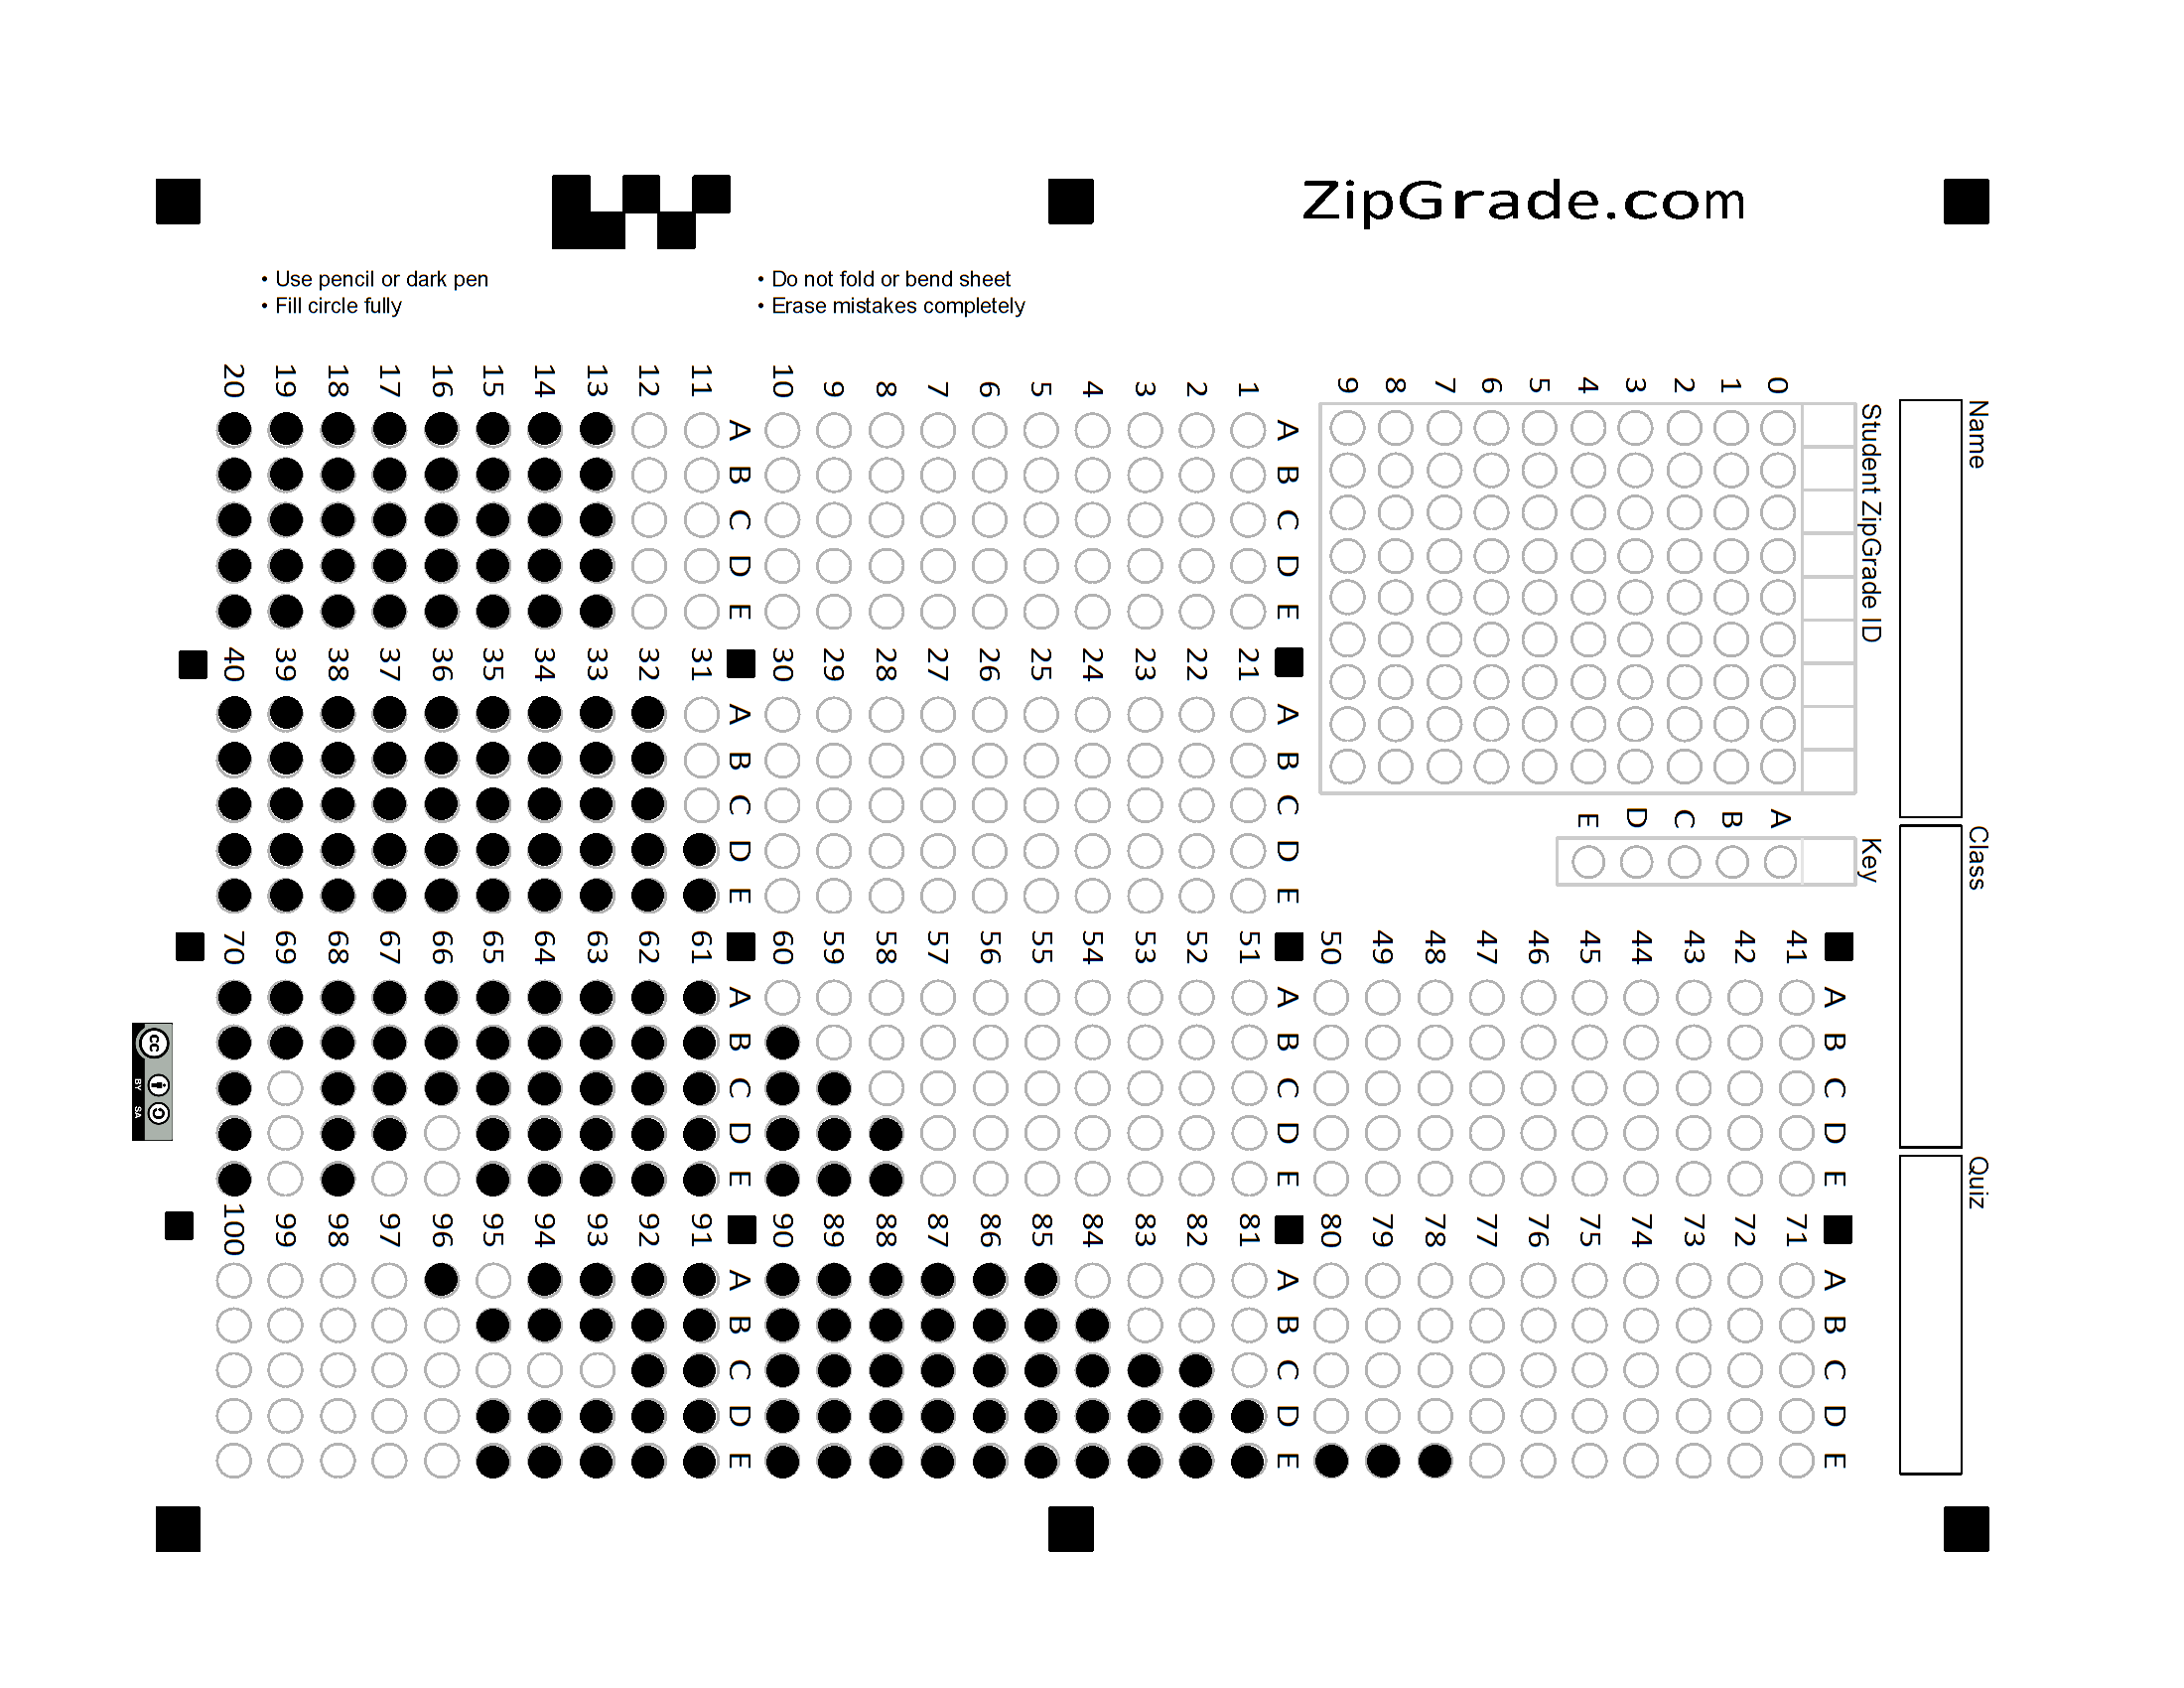 ZipGrade.com
• Use pencil or dark pen
• Fill circle fully
• Do not fold or bend sheet
• Erase mistakes completely
Name
Class
Quiz
Student ZipGrade ID
0 1 2 3 4 5 6 7 8 9
Key
A B C D E
A B C D E
1 2 3 4 5 6 7 8 9 10
A B C D E
11 12 13 14 15 16 17 18 19 20
A B C D E
21 22 23 24 25 26 27 28 29 30
A B C D E
31 32 33 34 35 36 37 38 39 40
A B C D E
41 42 43 44 45 46 47 48 49 50
A B C D E
51 52 53 54 55 56 57 58 59 60
A B C D E
61 62 63 64 65 66 67 68 69 70
A B C D E
71 72 73 74 75 76 77 78 79 80
A B C D E
81 82 83 84 85 86 87 88 89 90
A B C D E
91 92 93 94 95 96 97 98 99 100
cc
BY SA